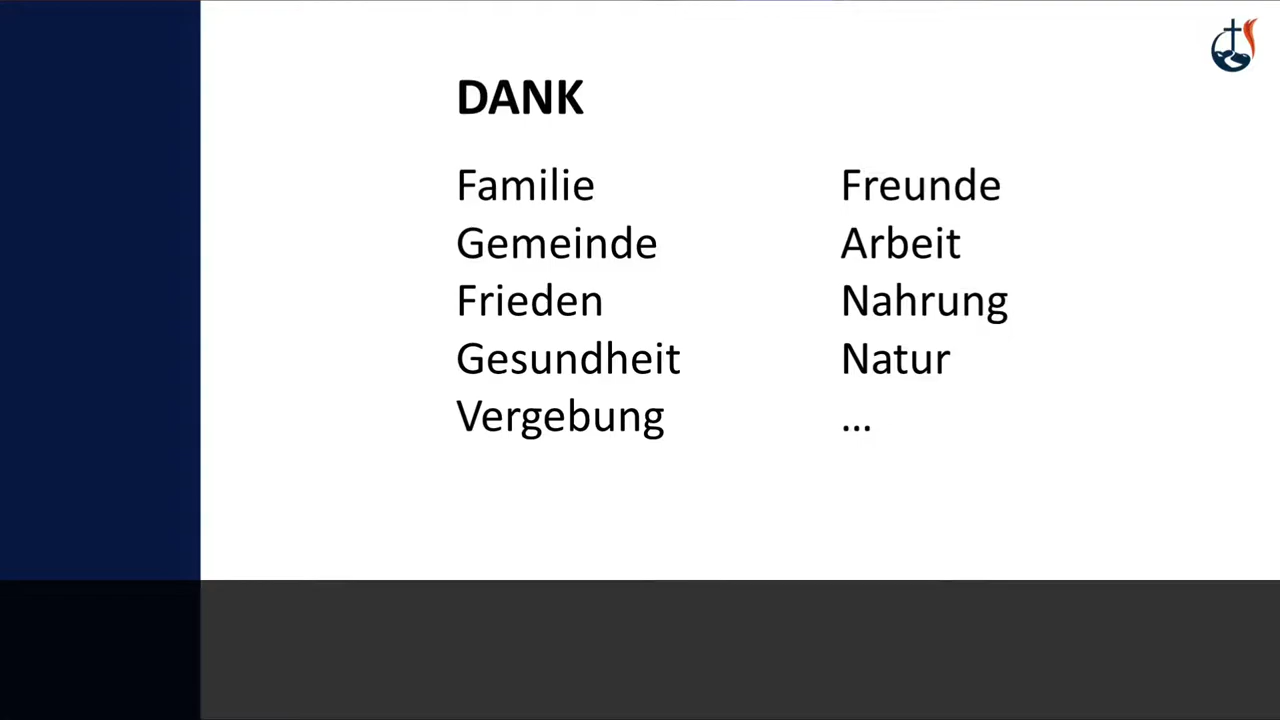 DANK
Familie
Gemeinde
Frieden
Gesundheit
Vergebung
Freunde
Arbeit
Nahrung
Natur
...